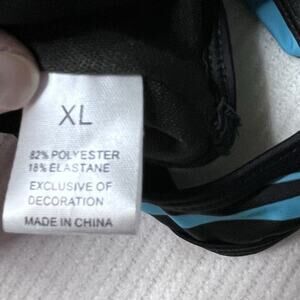 XL
82% POLYESTER
18% ELASTANE
EXCLUSIVE OF
DECORATION
MADE IN CHINA